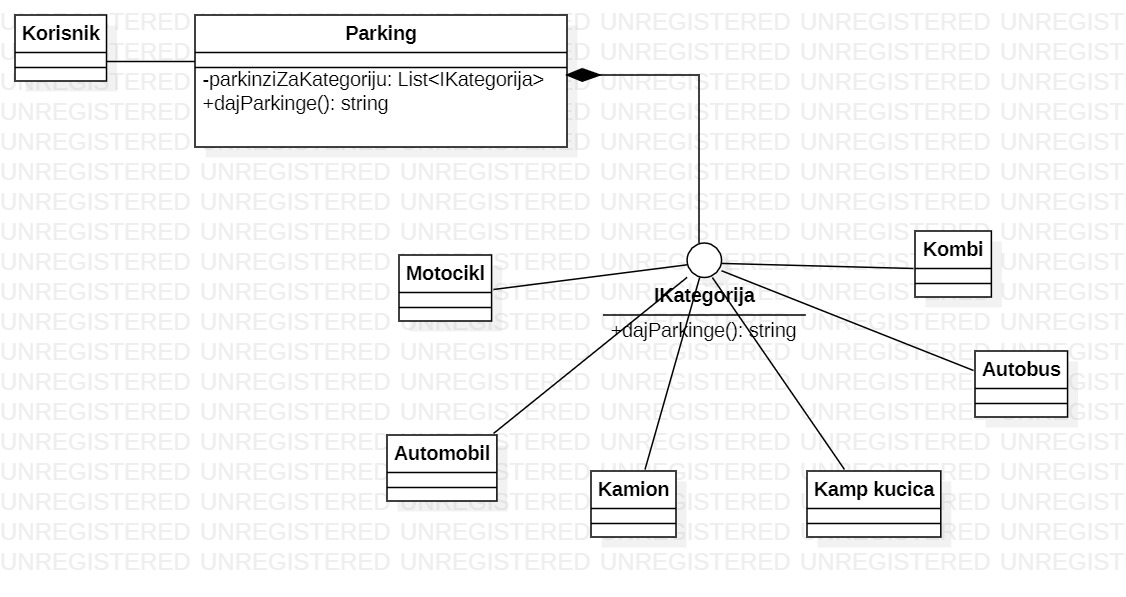 Korisnik
Parking
-parkinziZaKategoriju: List<IKategorija>
+dajParkinge(): string
Kombi
Motocikl
IKategorija
+dajParkinge(): string
Autobus
Automobil
Kamion
Kamp kucica
UNREGISTERED UNREGISTERED UNREGISTERED UNREGISTERED UNREGISTERED